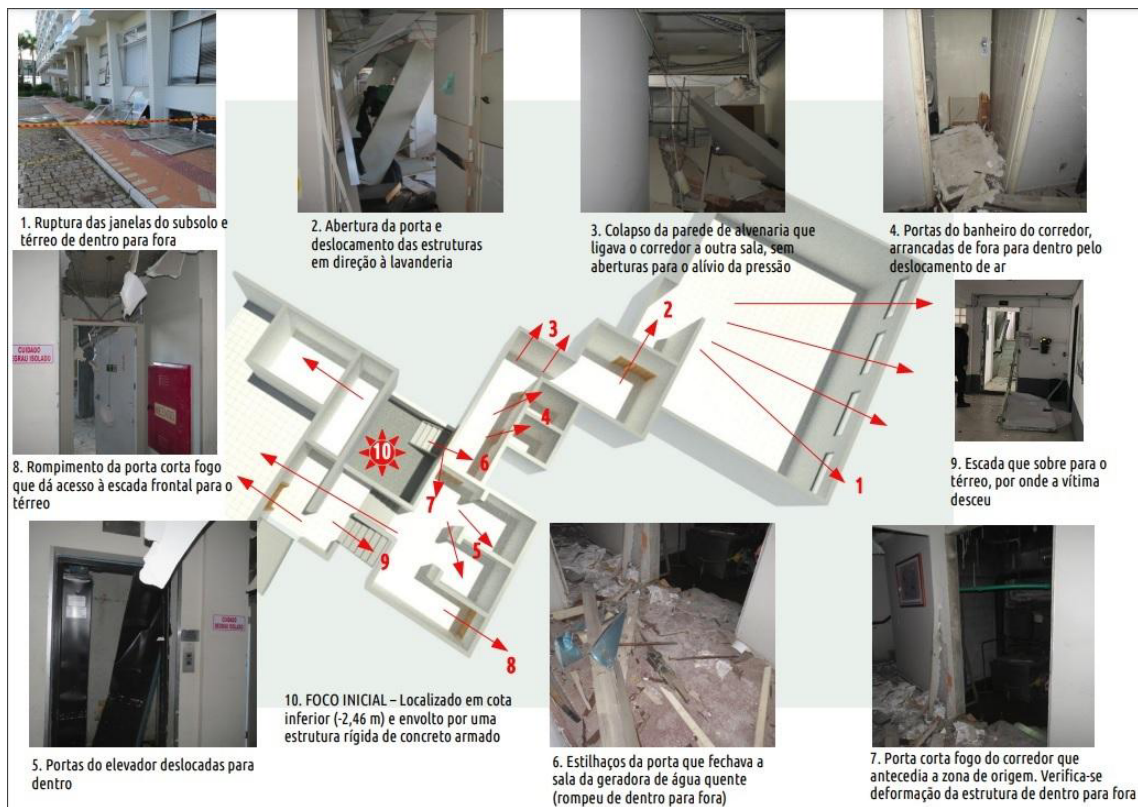 1. Ruptura das janelas do subsolo e
térreo de dentro para fora
2. Abertura da porta e
deslocamento das estruturas
em direção à lavanderia
3. Colapso da parede de alvenaria que
ligava o corredor a outra sala, sem
aberturas para o alívio da pressão
4. Portas do banheiro do corredor,
arrancadas de fora para dentro pelo
deslocamento de ar
CUIDADO
DEGRAU ISOLADO
8. Rompimento da porta corta fogo
que dá acesso à escada frontal para o
térreo
9. Escada que sobre para o
térreo, por onde a vítima
desceu
2
3
4
10
6
7
1
5
9
8
CUIDADO
DEGRAU ISOLADO
5. Portas do elevador deslocadas para
dentro
10. FOCO INICIAL – Localizado em cota
inferior (-2,46 m) e envolto por uma
estrutura rígida de concreto armado
6. Estilhaços da porta que fechava a
sala da geradora de água quente
(rompeu de dentro para fora)
7. Porta corta fogo do corredor que
antecedia a zona de origem. Verifica-se
deformação da estrutura de dentro para fora